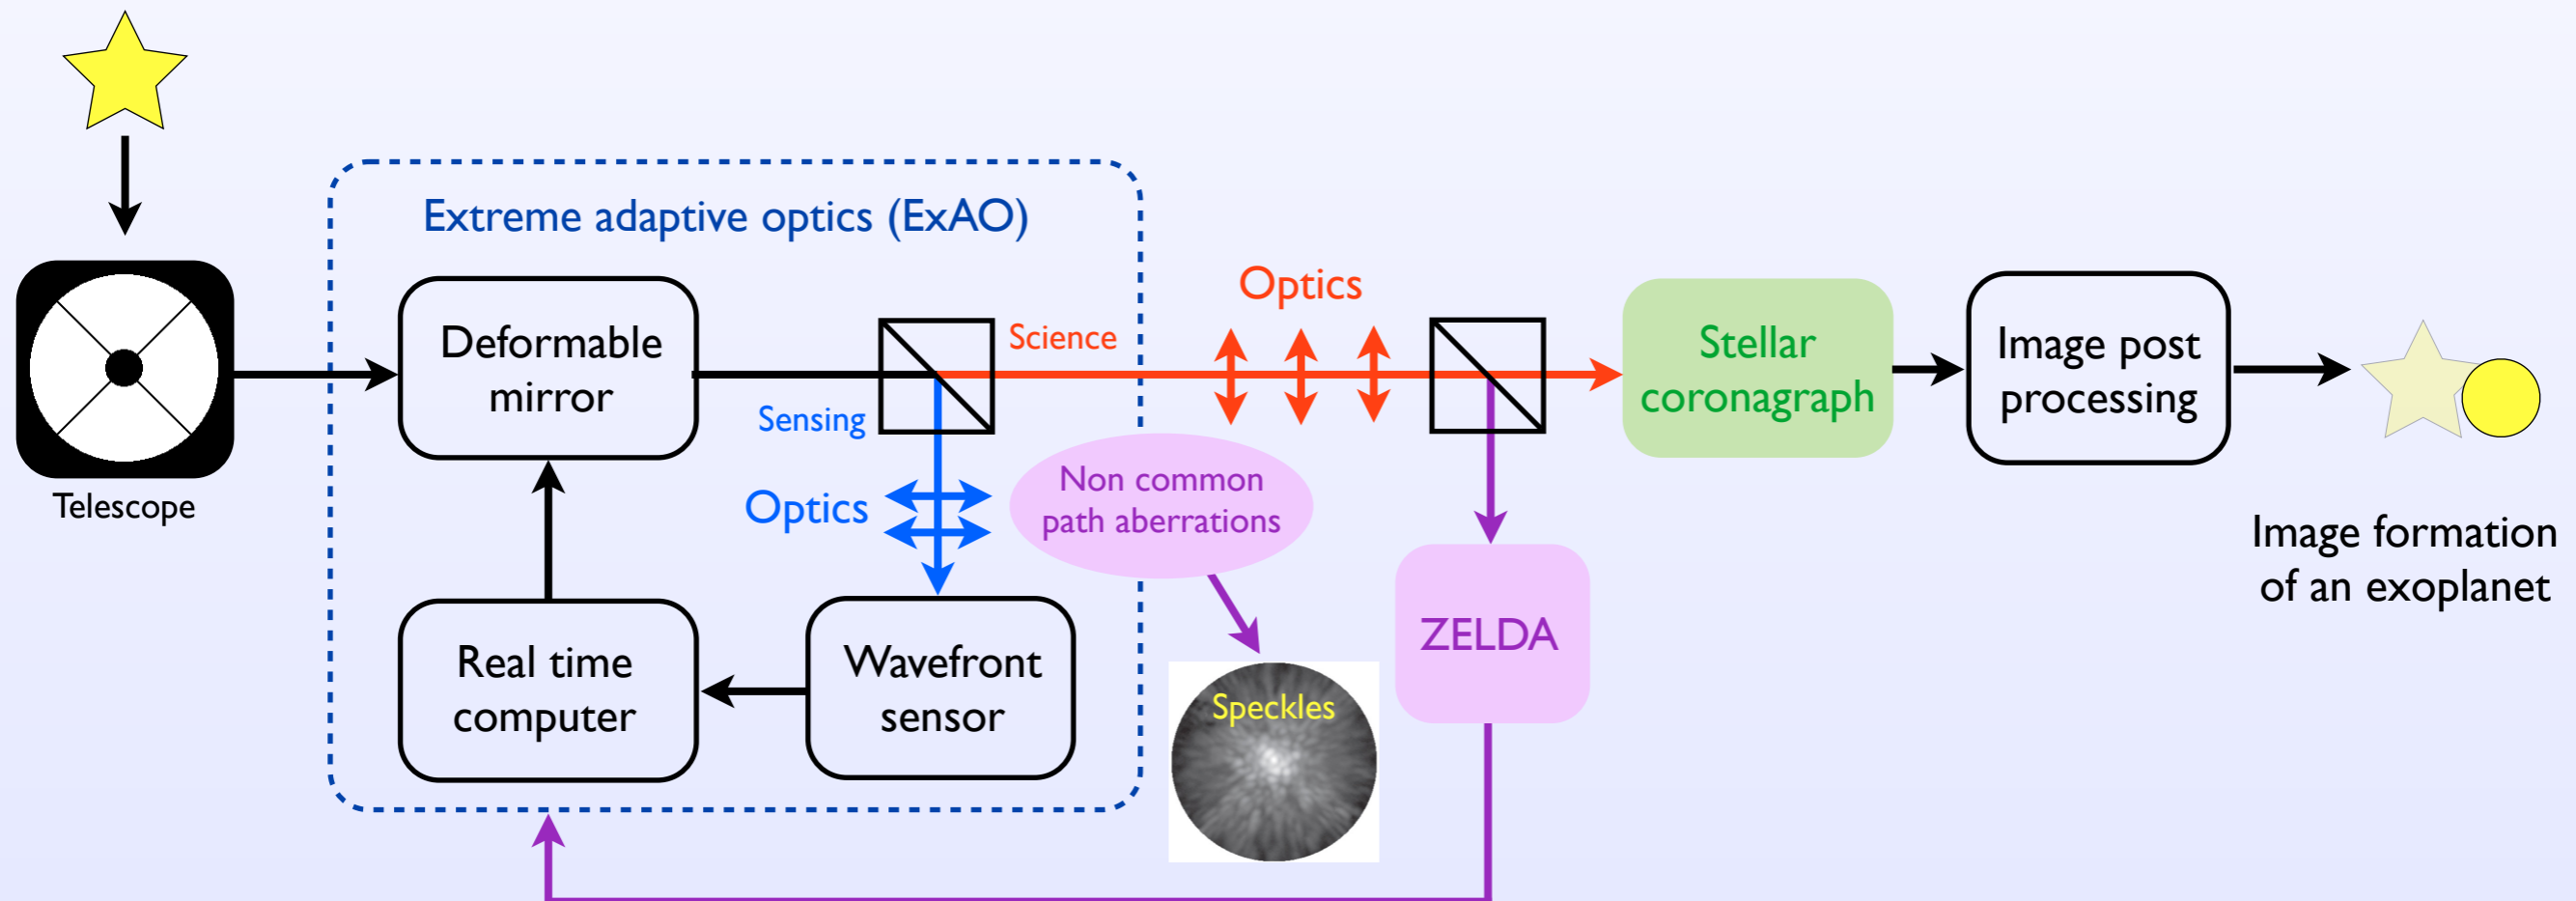 Extreme adaptive optics (ExAO)
Telescope
Deformable
mirror
Science
Sensing
Optics
Optics
Non common
path aberrations
Real time
computer
Wavefront
sensor
Speckles
ZELDA
Stellar
coronagraph
Image post
processing
Image formation
of an exoplanet